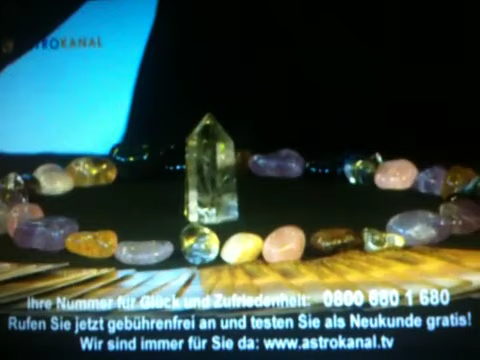 ASTROKANAL
Ihre Nummer für Glück und Zufriedenheit: 0800 660 1 680
Rufen Sie jetzt gebührenfrei an und testen Sie als Neukunde gratis!
Wir sind immer für Sie da: www.astrokanal.tv